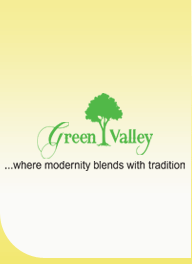 Green Valley
...where modernity blends with tradition